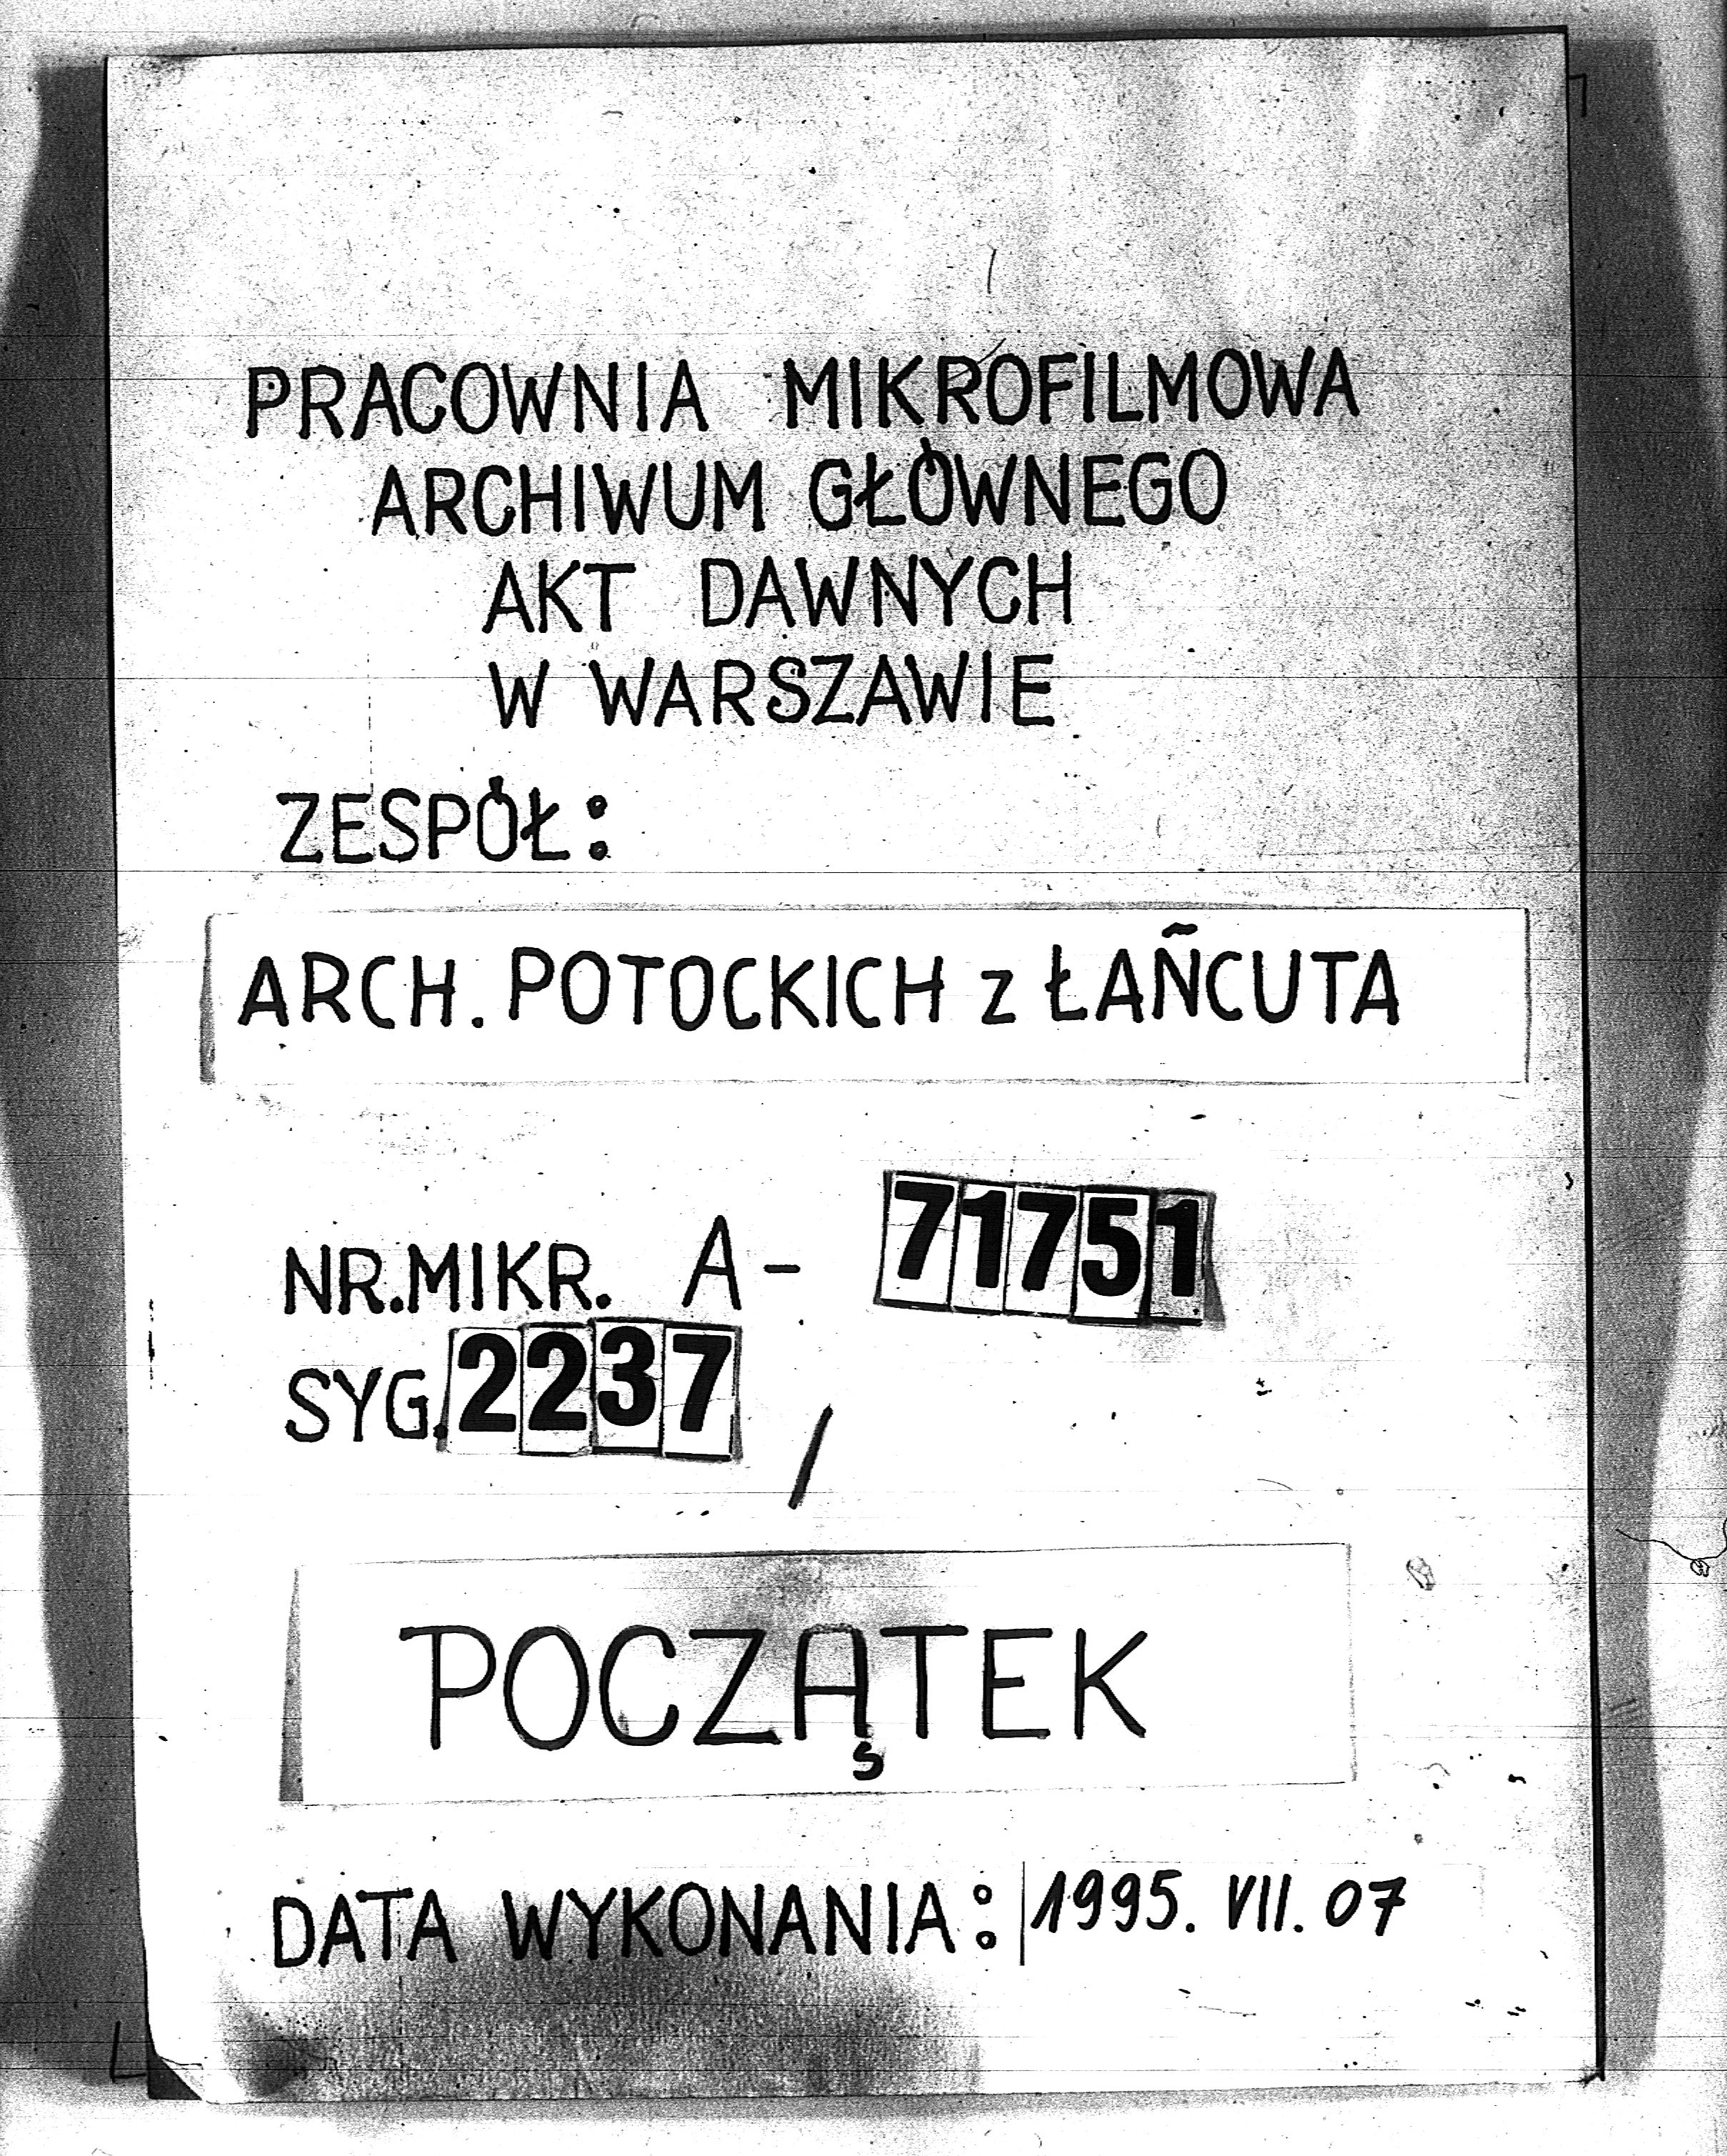 PRACOWNIA MIKROFILMOWA
ARCHIWUM GŁÓWNEGO
AKT DAWNYCH
W WARSZAWIE
ZESPÓŁ:
ARCH. POTOCKICH z ŁAŃCUTA
NR.MIKR. A- 71751
SYG. 2237 /
POCZĄTEK
DATA WYKONANIA: 1995. VII. 07